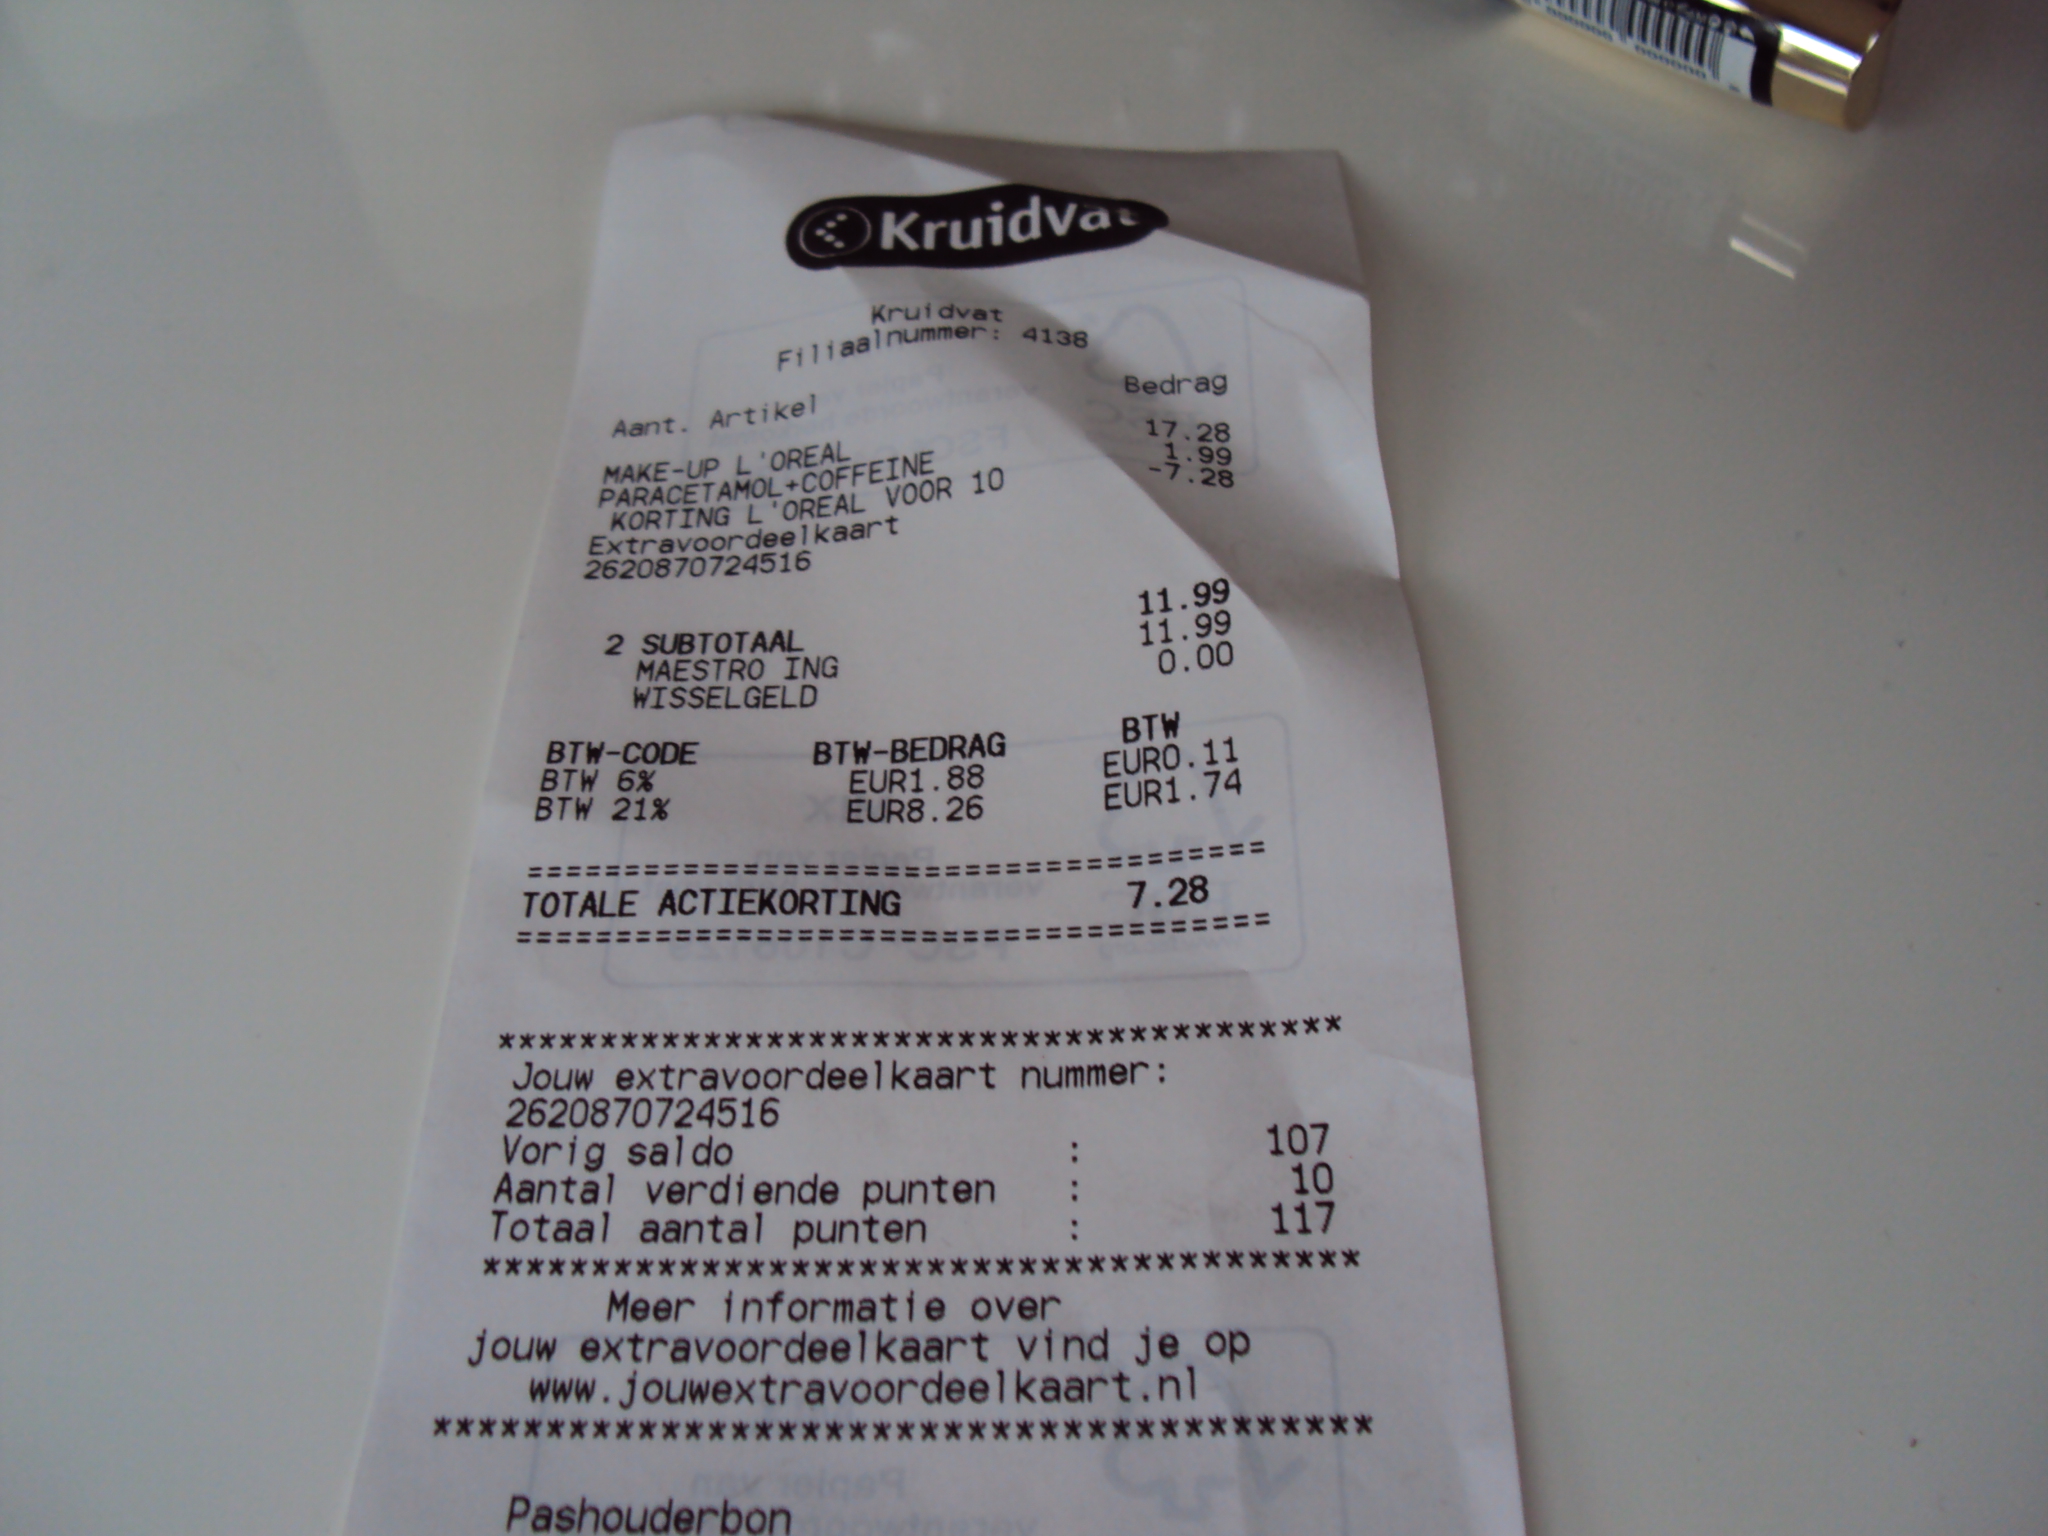 Kruidvat
Kruidvat
Filiaalnummer: 4138
Aant. Artikel Bedrag
MAKE-UP L'OREAL 17.28
PARACETAMOL+COFFEINE 1.99
KORTING L'OREAL VOOR 10 -7.28
Extravoordeelkaart
2620870724516
2 SUBTOTAAL 11.99
MAESTRO ING 11.99
WISSELGELD 0.00
BTW-CODE BTW-BEDRAG BTW
BTW 6% EUR1.88 EUR0.11
BTW 21% EUR8.26 EUR1.74
=====================================
TOTALE ACTIEKORTING 7.28
=====================================
****************************************
Jouw extravoordeelkaart nummer:
2620870724516
Vorig saldo : 107
Aantal verdiende punten : 10
Totaal aantal punten : 117
****************************************
Meer informatie over
jouw extravoordeelkaart vind je op
www.jouwextravoordeelkaart.nl
****************************************
Pashouderbon